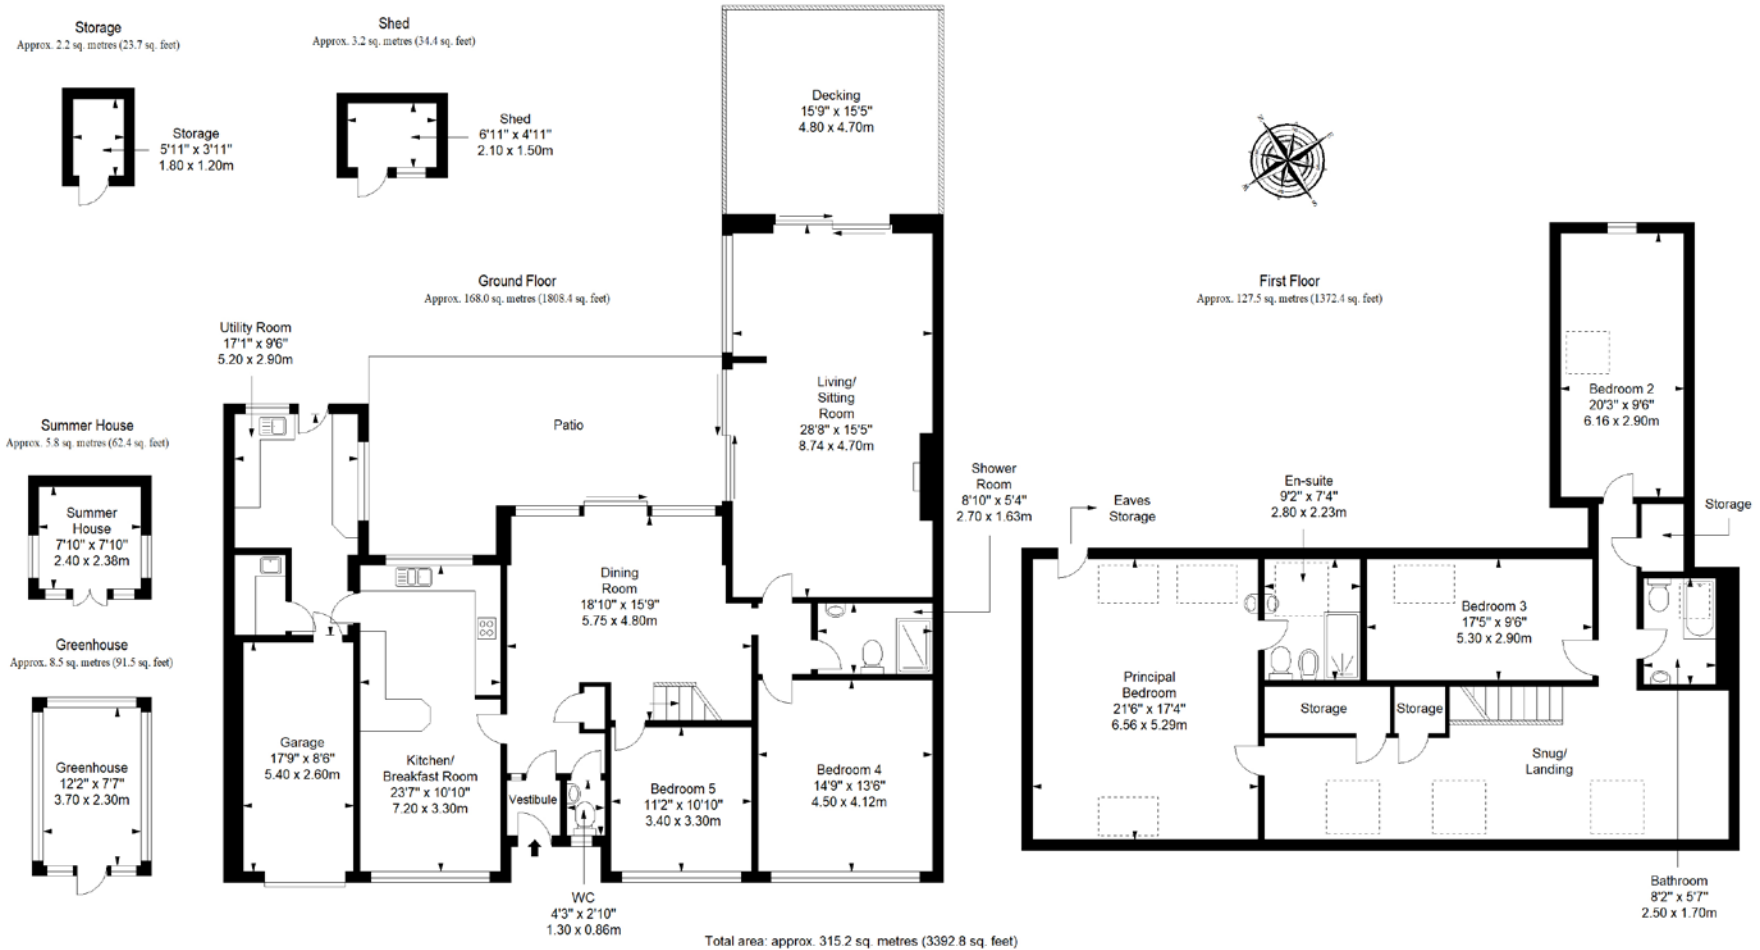 Storage
Approx. 2.2 sq. metres (23.7 sq. feet)
Storage
5'11" x 3'11"
1.80 x 1.20m
Shed
Approx. 3.2 sq. metres (34.4 sq. feet)
Shed
6'11" x 4'11"
2.10 x 1.50m
Decking
15'9" x 15'5"
4.80 x 4.70m
Ground Floor
Approx. 168.0 sq. metres (1808.4 sq. feet)
First Floor
Approx. 127.5 sq. metres (1372.4 sq. feet)
Utility Room
17'1" x 9'6"
5.20 x 2.90m
Summer House
Approx. 5.8 sq. metres (62.4 sq. feet)
Summer
House
7'10" x 7'10"
2.40 x 2.38m
Greenhouse
Approx. 8.5 sq. metres (91.5 sq. feet)
Greenhouse
12'2" x 7'7"
3.70 x 2.30m
Patio
Living/
Sitting
Room
28'8" x 15'5"
8.74 x 4.70m
Shower
Room
8'10" x 5'4"
2.70 x 1.63m
Dining
Room
18'10" x 15'9"
5.75 x 4.80m
Garage
17'9" x 8'6"
5.40 x 2.60m
Kitchen/
Breakfast Room
23'7" x 10'10"
7.20 x 3.30m
Vestibule
WC
4'3" x 2'10"
1.30 x 0.86m
Bedroom 5
11'2" x 10'10"
3.40 x 3.30m
Bedroom 4
14'9" x 13'6"
4.50 x 4.12m
Eaves
Storage
En-suite
9'2" x 7'4"
2.80 x 2.23m
Bedroom 2
20'3" x 9'6"
6.16 x 2.90m
Storage
Bedroom 3
17'5" x 9'6"
5.30 x 2.90m
Principal
Bedroom
21'6" x 17'4"
6.56 x 5.29m
Storage
Storage
Snug/
Landing
Bathroom
8'2" x 5'7"
2.50 x 1.70m
Total area: approx. 315.2 sq. metres (3392.8 sq. feet)